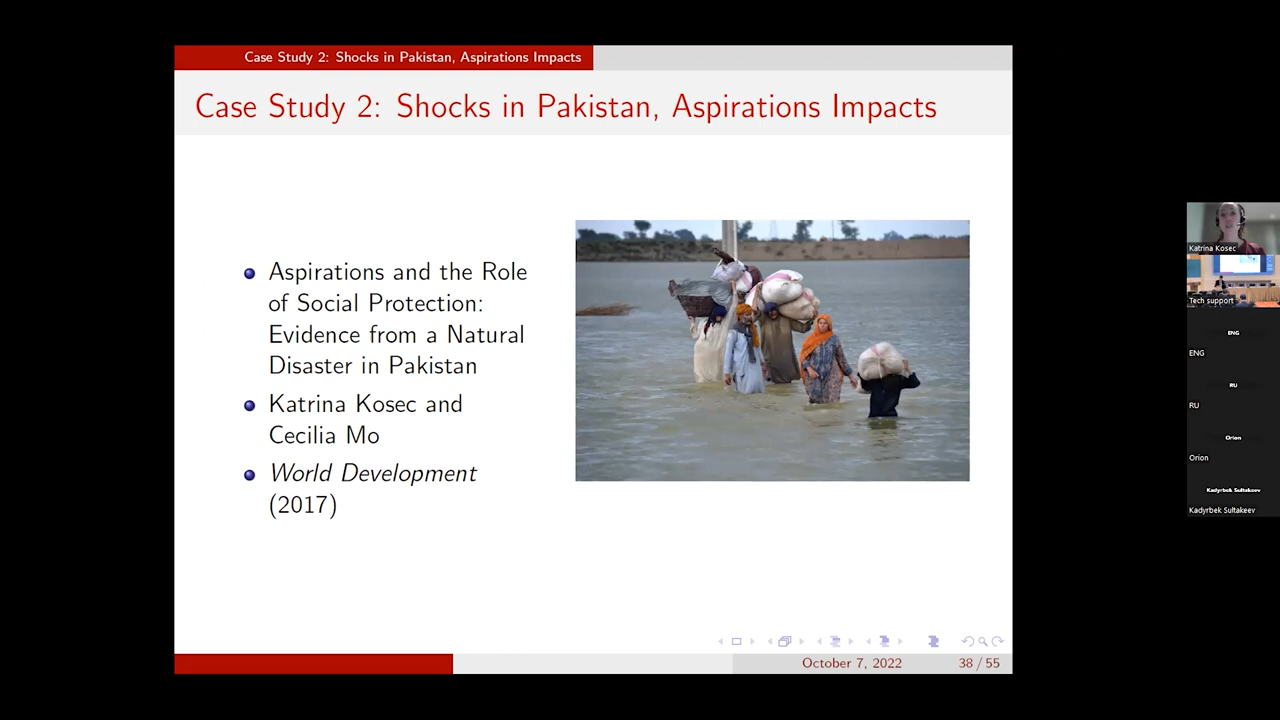 Case Study 2: Shocks in Pakistan, Aspirations Impacts
Case Study 2: Shocks in Pakistan, Aspirations Impacts
Aspirations and the Role
of Social Protection:
Evidence from a Natural
Disaster in Pakistan
Katrina Kosec and
Cecilia Mo
World Development
(2017)
October 7, 2022
38 / 55
Katrina Kosec
Tech support
ENG
ENG
RU
RU
Orion
Orion
Kadyrbek Sultakeev
Kadyrbek Sultakeev